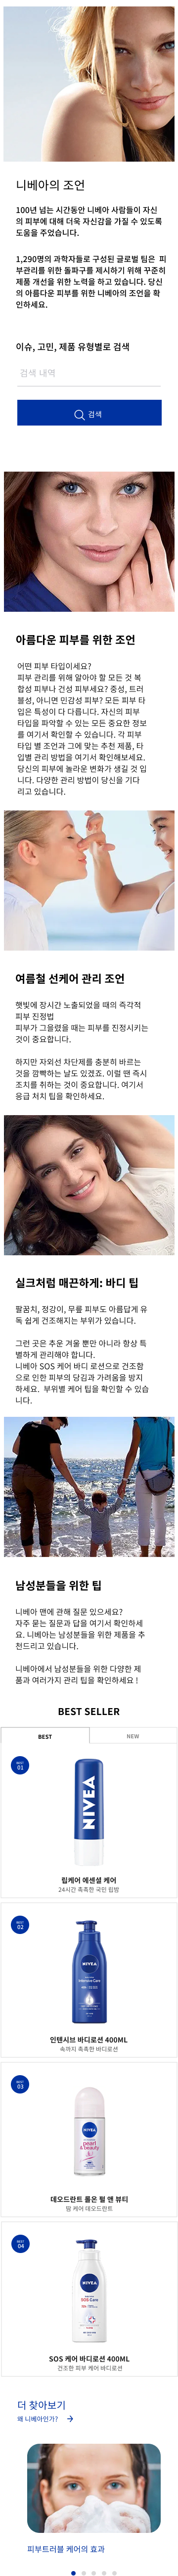 니베아의 조언
100년 넘는 시간동안 니베아 사람들이 자신
의 피부에 대해 더욱 자신감을 가질 수 있도록
도움을 주었습니다.
1,290명의 과학자들로 구성된 글로벌 팀은 피
부관리를 위한 돌파구를 제시하기 위해 꾸준히
제품 개선을 위한 노력을 하고 있습니다. 당신
의 아름다운 피부를 위한 니베아의 조언을 확
인하세요.
이슈, 고민, 제품 유형별로 검색
검색 내역
검색
아름다운 피부를 위한 조언
어떤 피부 타입이세요?
피부 관리를 위해 알아야 할 모든 것 복
합성 피부나 건성 피부세요? 중성, 트러
블성, 아니면 민감성 피부? 모든 피부 타
입은 특성이 다 다릅니다. 자신의 피부
타입을 파악할 수 있는 모든 중요한 정보
를 여기서 확인할 수 있습니다. 각 피부
타입 별 조언과 그에 맞는 추천 제품, 타
입별 관리 방법을 여기서 확인해보세요.
당신의 피부에 놀라운 변화가 생길 것 입
니다. 다양한 관리 방법이 당신을 기다
리고 있습니다.
여름철 선케어 관리 조언
햇빛에 장시간 노출되었을 때의 즉각적
피부 진정법
피부가 그을렸을 때는 피부를 진정시키는
것이 중요합니다.
하지만 자외선 차단제를 충분히 바르는
것을 깜빡하는 날도 있겠죠. 이럴 땐 즉시
조치를 취하는 것이 중요합니다. 여기서
응급 처치 팁을 확인하세요.
실크처럼 매끈하게: 바디 팁
팔꿈치, 정강이, 무릎 피부도 아름답게 유
독 쉽게 건조해지는 부위가 있습니다.
그런 곳은 추운 겨울 뿐만 아니라 항상 특
별하게 관리해야 합니다.
니베아 SOS 케어 바디 로션으로 건조함
으로 인한 피부의 당김과 가려움을 방지
하세요.  부위별 케어 팁을 확인할 수 있습
니다.
남성분들을 위한 팁
니베아 맨에 관해 질문 있으세요?
자주 묻는 질문과 답을 여기서 확인하세
요. 니베아는 남성분들을 위한 제품을 추
천드리고 있습니다.
니베아에서 남성분들을 위한 다양한 제
품과 여러가지 관리 팁을 확인하세요 !
BEST SELLER
BEST
NEW
BEST
01
NIVEA
립케어 에센셜 케어
24시간 촉촉한 국민 립밤
BEST
02
NIVEA
인텐시브 바디로션 400ML
속까지 촉촉한 바디로션
BEST
03
NIVEA
pearl
& beauty
데오드란트 롤온 펄 앤 뷰티
땀 케어 데오드란트
BEST
04
NIVEA
SOS Care
SOS 케어 바디로션 400ML
건조한 피부 케어 바디로션
더 찾아보기
왜 니베아인가?
피부트러블 케어의 효과